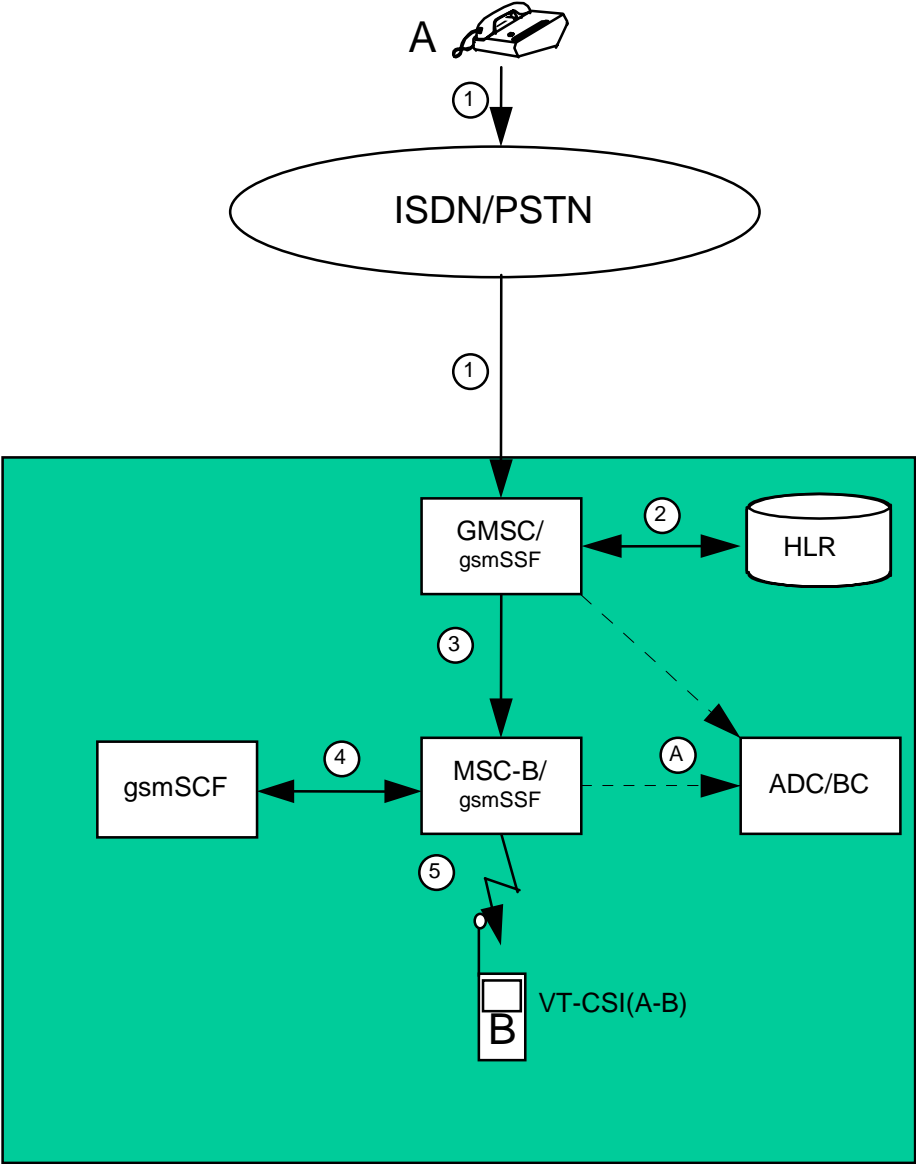 A
1
ISDN/PSTN
1
GMSC/
gsmSSF
2
HLR
3
gsmSCF
4
MSC-B/
gsmSSF
A
ADC/BC
5
B
VT-CSI(A-B)